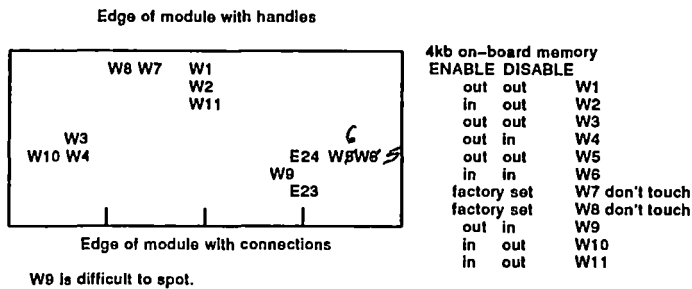 Edge of module with handles
W8 W7 W1
W2
W11
W3
6
W10 W4 E24 W5W6 5
W9
E23
Edge of module with connections
W9 is difficult to spot.
4kb on-board memory
ENABLE DISABLE
out out W1
in out W2
out out W3
out in W4
out out W5
in in W6
factory set W7 don't touch
factory set W8 don't touch
out in W9
in out W10
in out W11